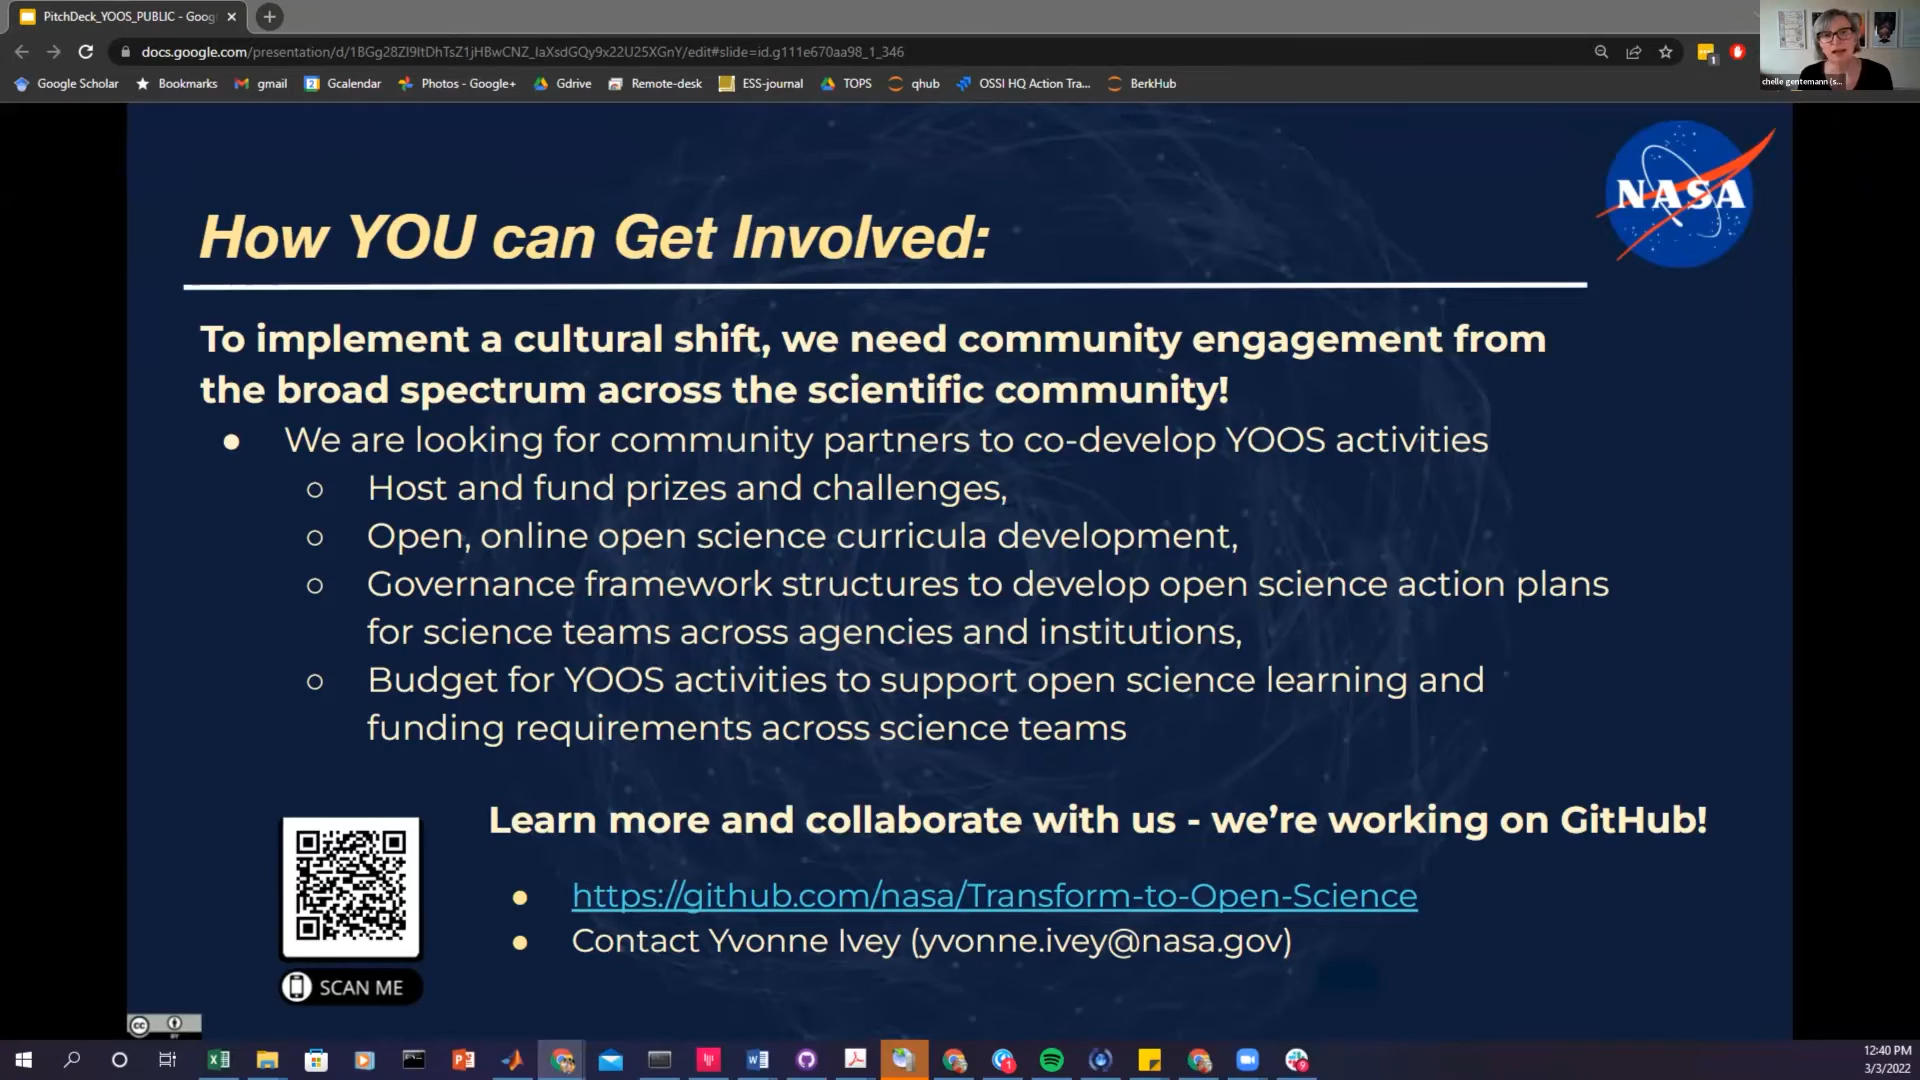 PitchDeck_YOOS_PUBLIC - Goog
docs.google.com/presentation/d/1BGg28ZI9ItDhTsZ1jHBwCNZ_IaXsdGQy9x22U25XGnY/edit#slide=id.g111e670aa98_1_346
Google Scholar Bookmarks gmail Gcalendar Photos - Google+ Gdrive Remote-desk ESS-journal TOPS qhub OSSI HQ Action Tra... BerkHub
chelle gentemann (s...
NASA
How YOU can Get Involved:
To implement a cultural shift, we need community engagement from
the broad spectrum across the scientific community!
● We are looking for community partners to co-develop YOOS activities
○ Host and fund prizes and challenges,
○ Open, online open science curricula development,
○ Governance framework structures to develop open science action plans
for science teams across agencies and institutions,
○ Budget for YOOS activities to support open science learning and
funding requirements across science teams
Learn more and collaborate with us - we're working on GitHub!
● https://github.com/nasa/Transform-to-Open-Science
● Contact Yvonne Ivey (yvonne.ivey@nasa.gov)
SCAN ME
cc
BY
12:40 PM
3/3/2022